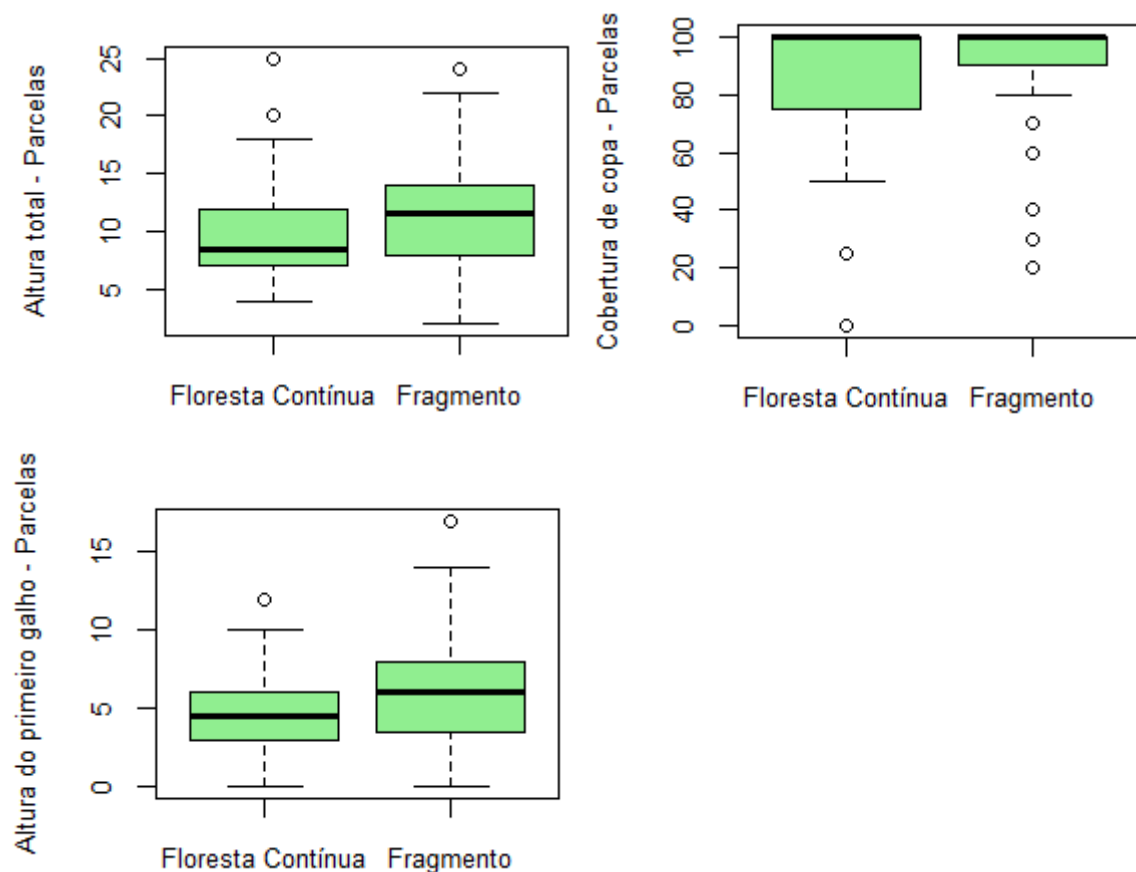 Altura total - Parcelas
25
20
15
10
5
Floresta Contínua Fragmento
Cobertura de copa - Parcelas
100
80
60
40
20
0
Floresta Contínua Fragmento
Altura do primeiro galho - Parcelas
15
10
5
0
Floresta Contínua Fragmento